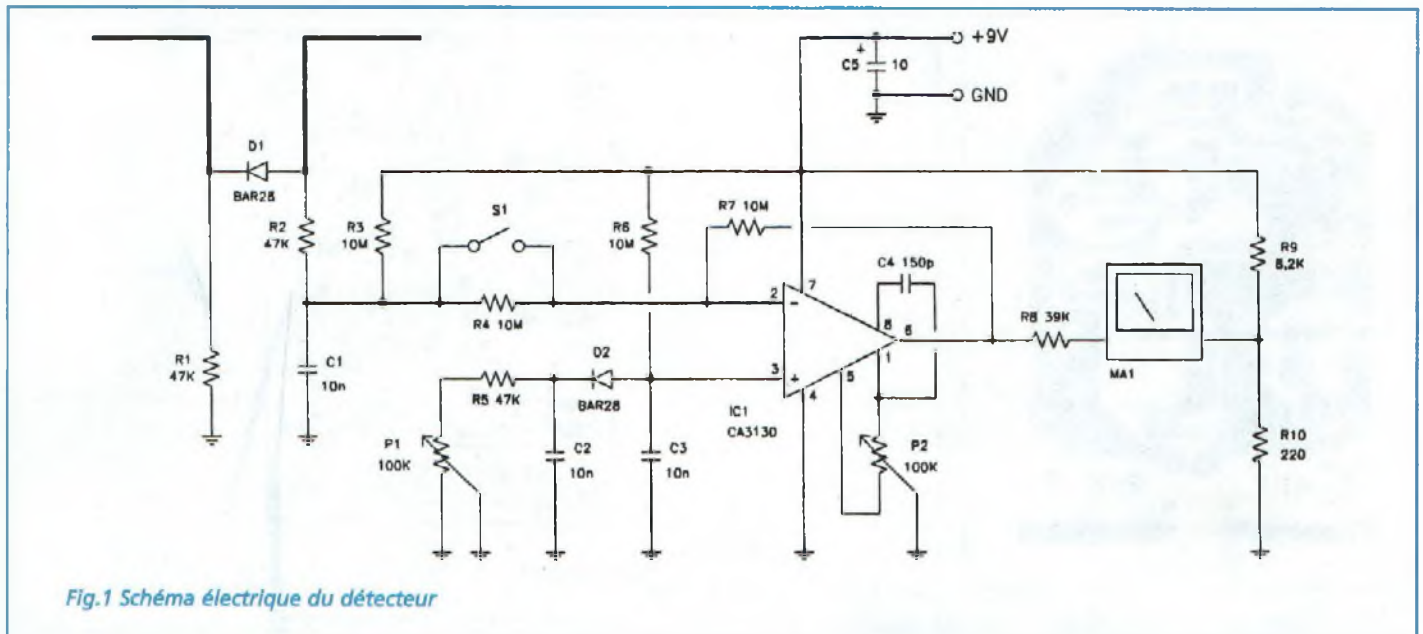 +9V
+
C5
10
GND
D1
BAR28
R2
47K
R3
10M
S1
R6
10M
R7 10M
C4 150p
R9
8,2K
R4 10M
2
-
7
8
6
R8 39K
MA1
R1
47K
C1
10n
D2
BAR28
3
+
5
1
4
IC1
CA3130
R5 47K
P1
100K
C2
10n
C3
10n
P2
100K
R10
220
Fig.1 Schéma électrique du détecteur